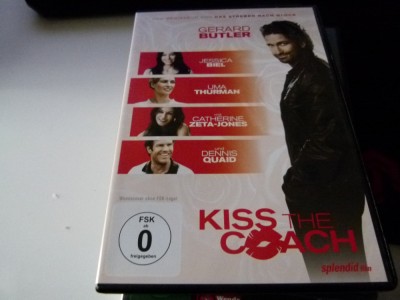 GERARD
BUTLER
JESSICA
BIEL
UMA
THURMAN
CATHERINE
ZETA-JONES
DENNIS
QUAID
FSK
ab
0
freigegeben
KISS THE
COACH
splendid film